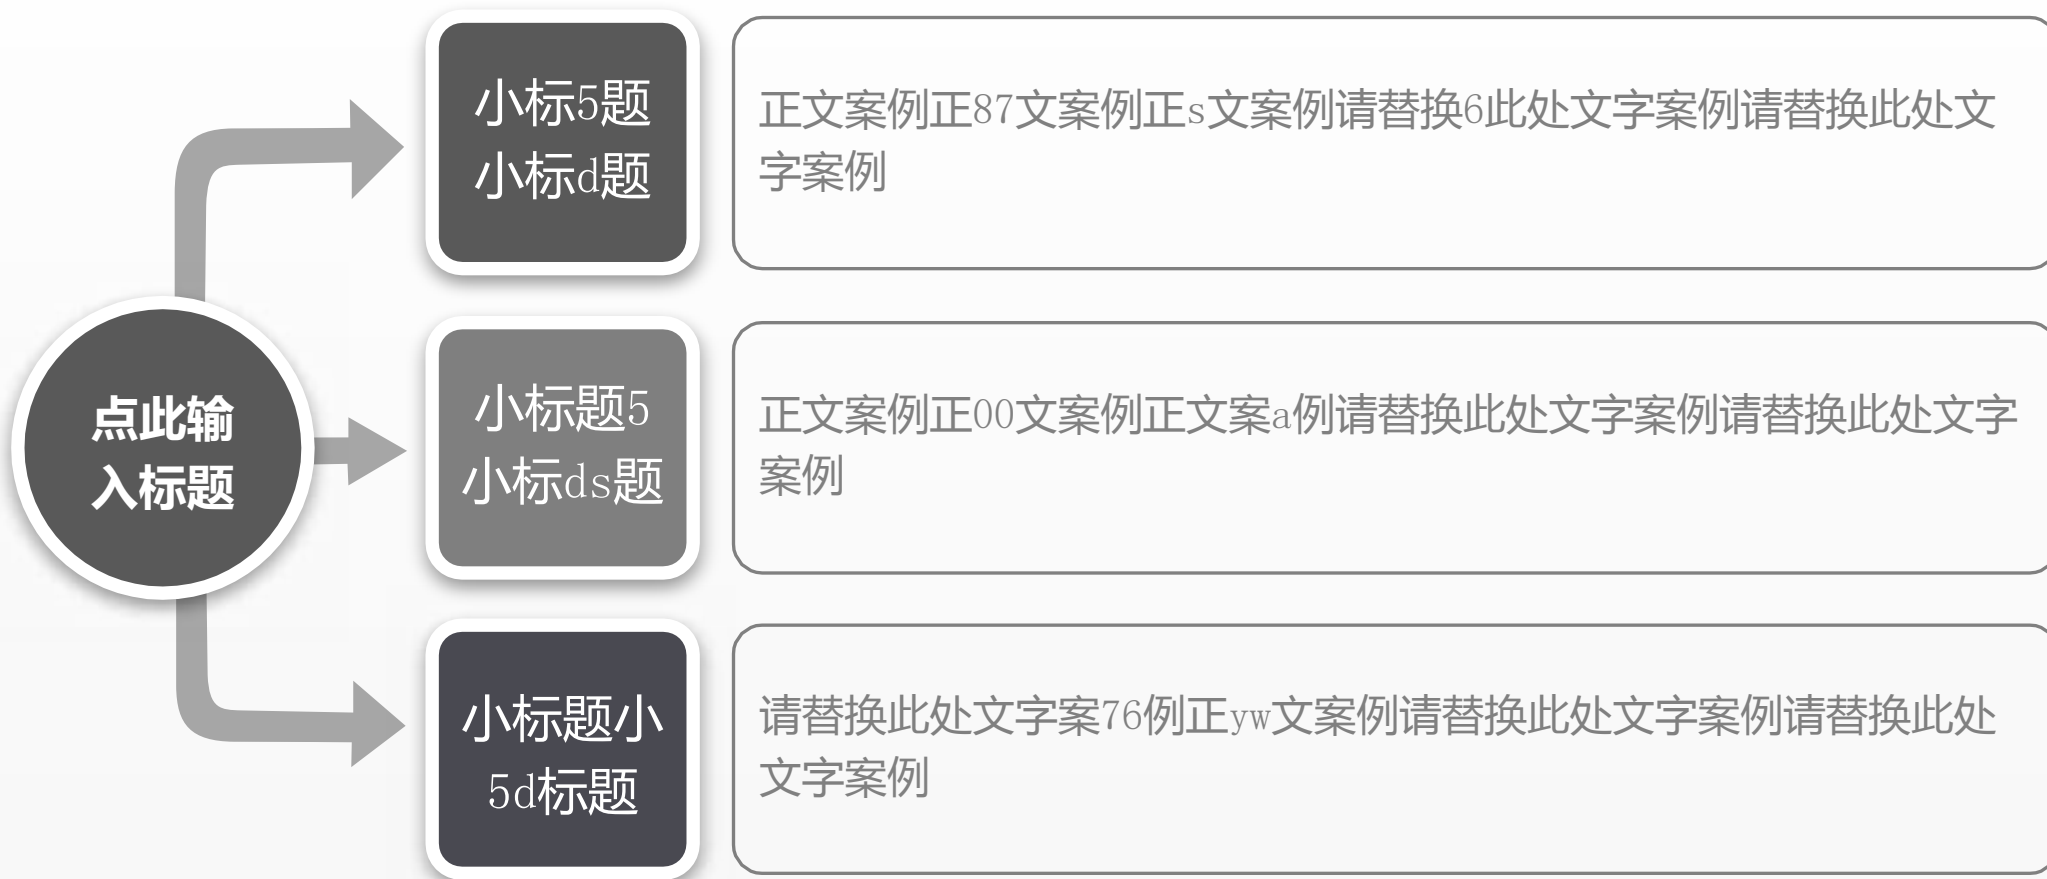 点此输
入标题
小标5题
小标d题
正文案例正87文案例正s文案例请替换6此处文字案例请替换此处文
字案例
小标题5
小标ds题
正文案例正00文案例正文案a例请替换此处文字案例请替换此处文字
案例
小标题小
5d标题
请替换此处文字案76例正yw文案例请替换此处文字案例请替换此处
文字案例